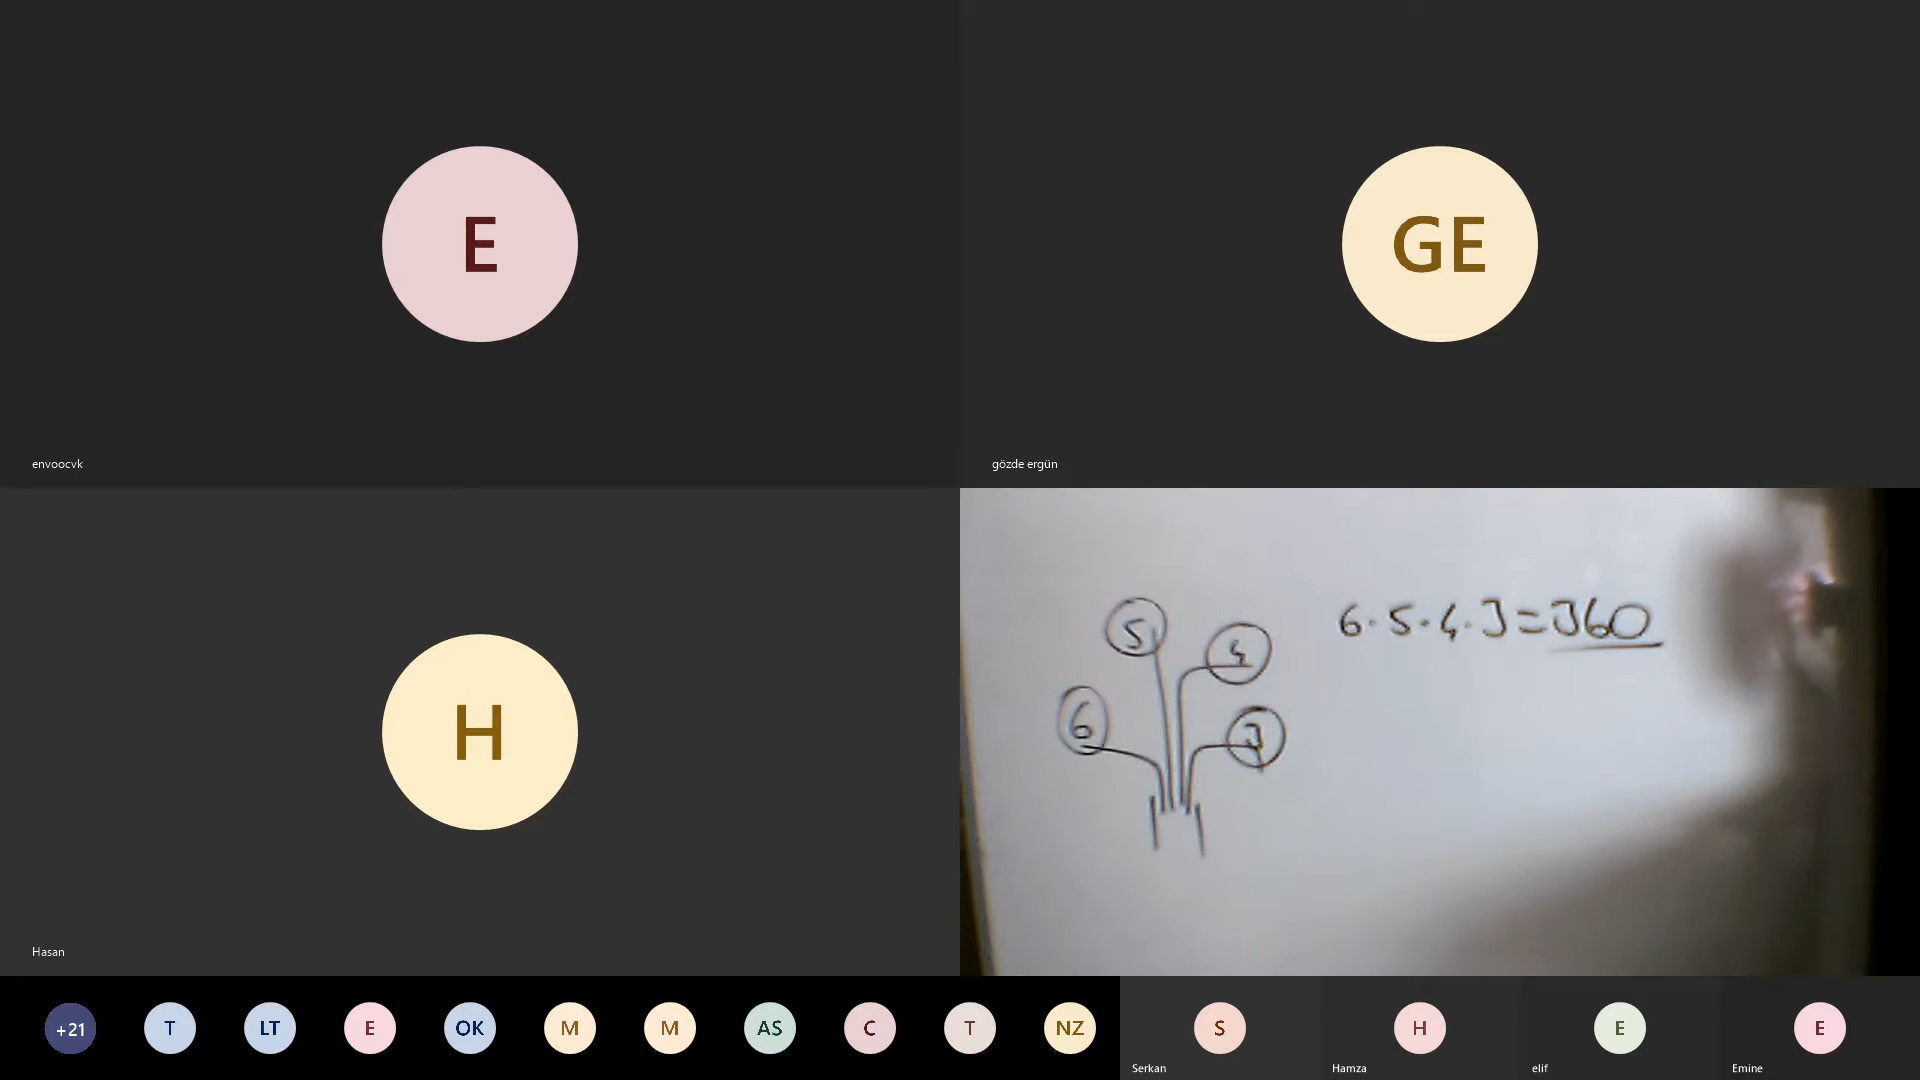 E
GE
envoocvk
gözde ergün
H
5
4
6
3
6·5·4·3=360
Hasan
+21
T
LT
E
OK
M
M
AS
C
T
NZ
S
Serkan
H
Hamza
E
elif
E
Emine